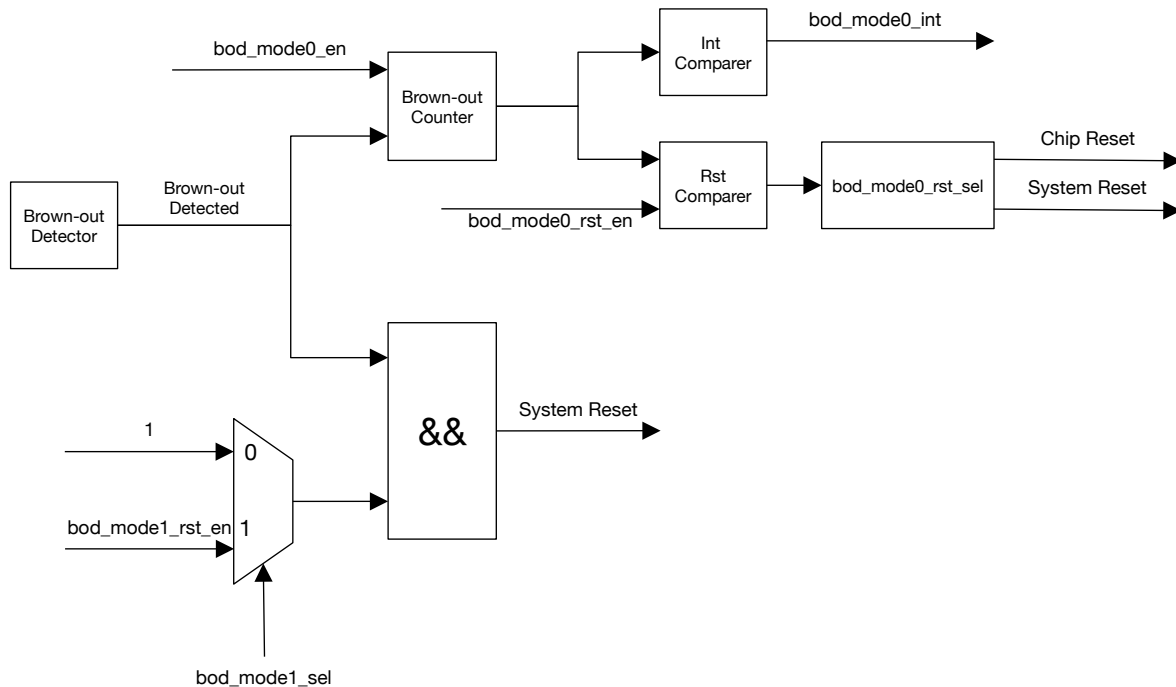 bod_mode0_int
Int
Comparer
bod_mode0_en
Brown-out
Counter
Chip Reset
Rst
Comparer
bod_mode0_rst_sel
System Reset
bod_mode0_rst_en
Brown-out
Detected
Brown-out
Detector
&&
System Reset
1
0
bod_mode1_rst_en
1
bod_mode1_sel